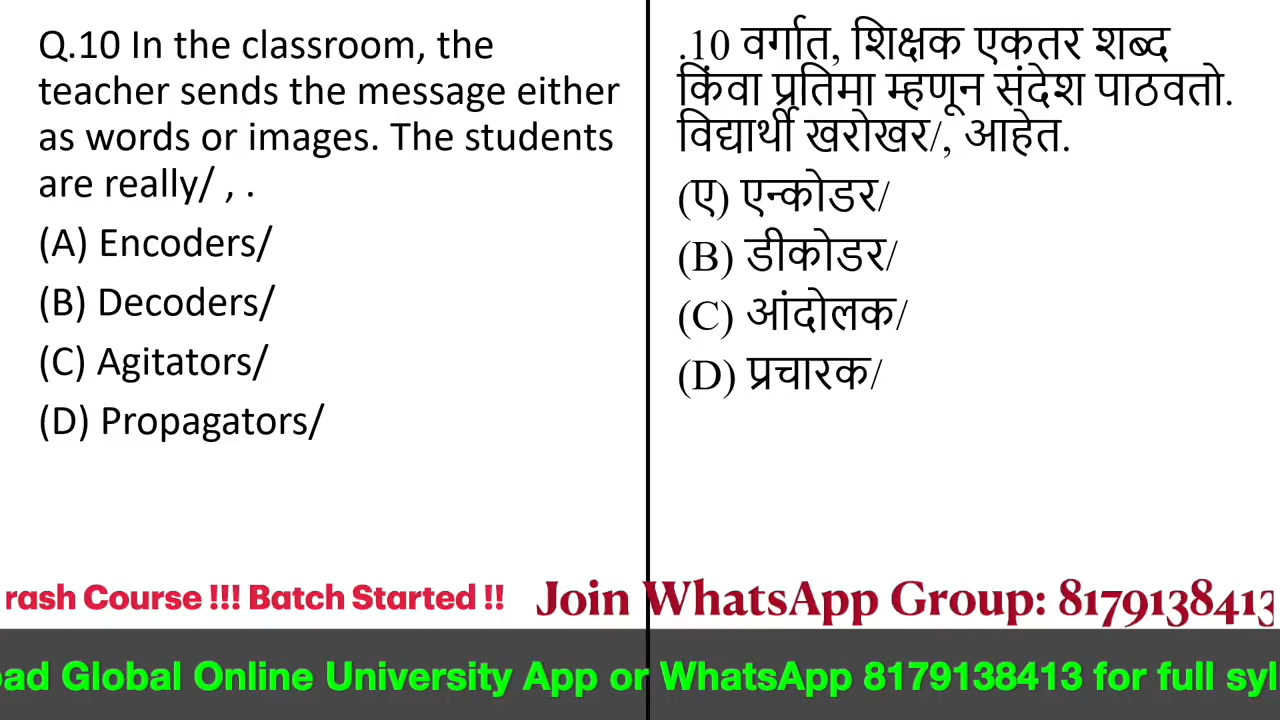 Q.10 In the classroom, the
teacher sends the message either
as words or images. The students
are really/ , .
(A) Encoders/
(B) Decoders/
(C) Agitators/
(D) Propagators/
.10 वर्गात, शिक्षक एकतर शब्द
किंवा प्रतिमा म्हणून संदेश पाठवतो.
विद्यार्थी खरोखर/, आहेत.
(ए) एन्कोडर/
(B) डीकोडर/
(C) आंदोलक/
(D) प्रचारक/
rash Course !!! Batch Started !!
Join WhatsApp Group: 8179138413
oad Global Online University App or WhatsApp 8179138413 for full syl